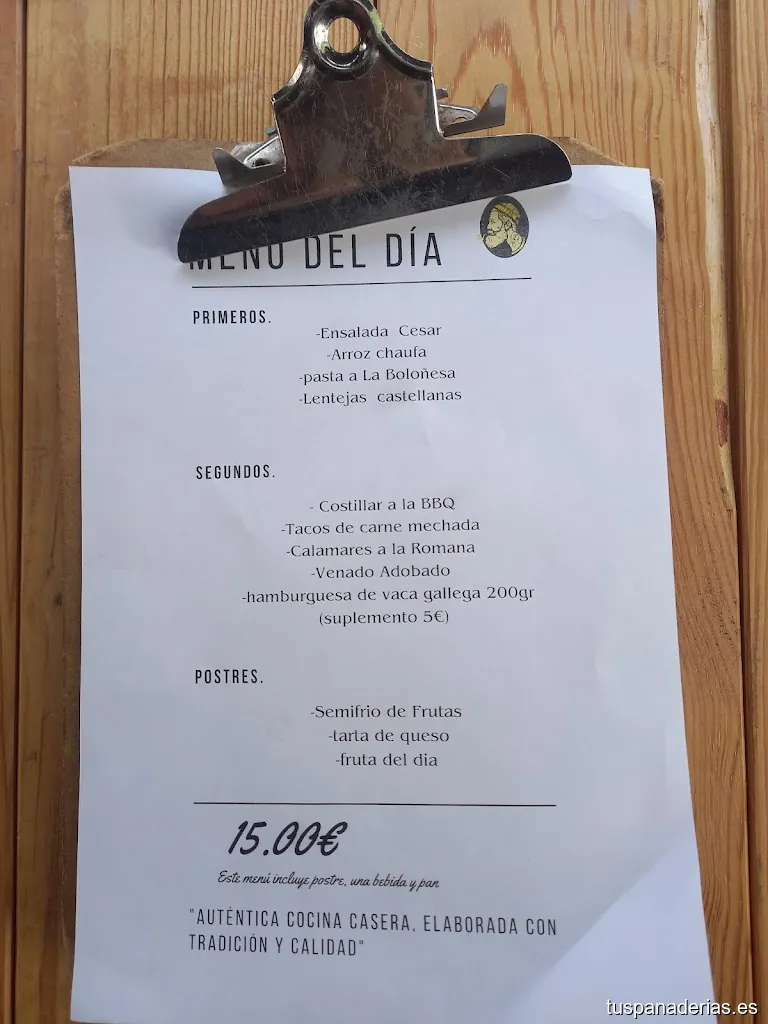 MENÚ DEL DÍA
PRIMEROS.
-Ensalada Cesar
-Arroz chaufa
-pasta a La Boloñesa
-Lentejas castellanas
SEGUNDOS.
- Costillar a la BBQ
-Tacos de carne mechada
-Calamares a la Romana
-Venado Adobado
-hamburguesa de vaca gallega 200gr
(suplemento 5€)
POSTRES.
-Semifrio de Frutas
-tarta de queso
-fruta del dia
15.00€
Este menú incluye postre, una bebida y pan
"AUTÉNTICA COCINA CASERA, ELABORADA CON
TRADICIÓN Y CALIDAD"
tuspanaderias.es